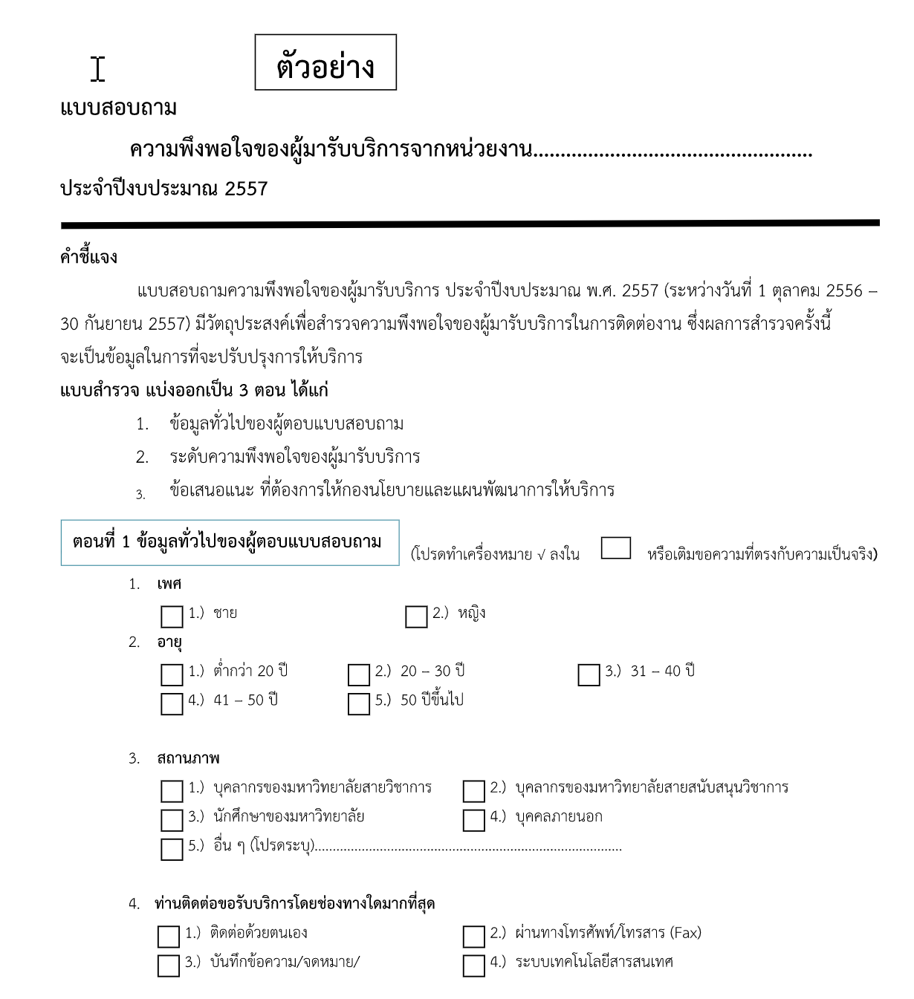 ตัวอย่าง
แบบสอบถาม
ความพึงพอใจของผู้มารับบริการจากหน่วยงาน...................................................
ประจำปีงบประมาณ 2557
คำชี้แจง
แบบสอบถามความพึงพอใจของผู้มารับบริการ ประจำปีงบประมาณ พ.ศ. 2557 (ระหว่างวันที่ 1 ตุลาคม 2556 –
30 กันยายน 2557) มีวัตถุประสงค์เพื่อสำรวจความพึงพอใจของผู้มารับบริการในการติดต่องาน ซึ่งผลการสำรวจครั้งนี้
จะเป็นข้อมูลในการที่จะปรับปรุงการให้บริการ
แบบสำรวจ แบ่งออกเป็น 3 ตอน ได้แก่
1. ข้อมูลทั่วไปของผู้ตอบแบบสอบถาม
2. ระดับความพึงพอใจของผู้มารับบริการ
3. ข้อเสนอแนะ ที่ต้องการให้กองนโยบายและแผนพัฒนาการให้บริการ
ตอนที่ 1 ข้อมูลทั่วไปของผู้ตอบแบบสอบถาม (โปรดทำเครื่องหมาย √ ลงใน หรือเติมขอความที่ตรงกับความเป็นจริง)
1. เพศ
1.) ชาย 2.) หญิง
2. อายุ
1.) ต่ำกว่า 20 ปี 2.) 20 – 30 ปี 3.) 31 – 40 ปี
4.) 41 – 50 ปี 5.) 50 ปีขึ้นไป
3. สถานภาพ
1.) บุคลากรของมหาวิทยาลัยสายวิชาการ 2.) บุคลากรของมหาวิทยาลัยสายสนับสนุนวิชาการ
3.) นักศึกษาของมหาวิทยาลัย 4.) บุคคลภายนอก
5.) อื่น ๆ (โปรดระบุ).....................................................................................
4. ท่านติดต่อขอรับบริการโดยช่องทางใดมากที่สุด
1.) ติดต่อด้วยตนเอง 2.) ผ่านทางโทรศัพท์/โทรสาร (Fax)
3.) บันทึกข้อความ/จดหมาย/ 4.) ระบบเทคโนโลยีสารสนเทศ